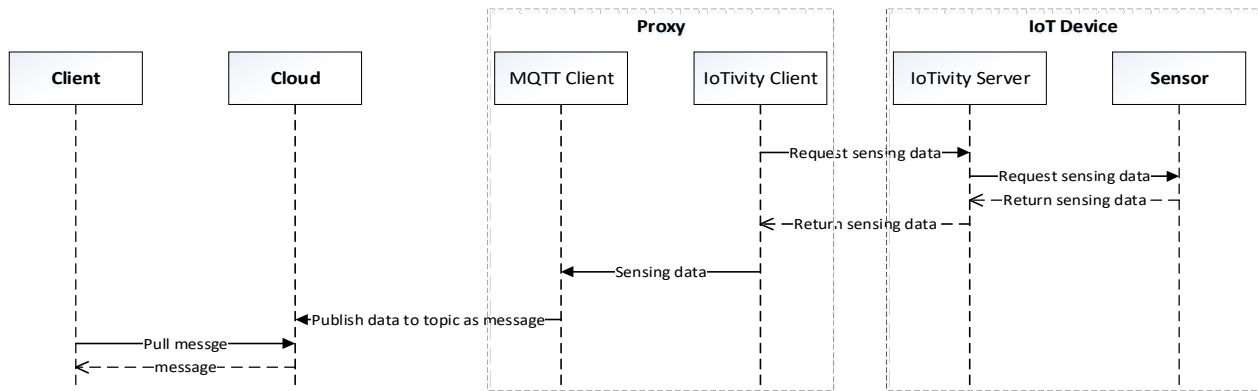 Proxy
IoT Device
Client
Cloud
MQTT Client
IoTivity Client
IoTivity Server
Sensor
Request sensing data
Request sensing data
Return sensing data
Return sensing data
Sensing data
Publish data to topic as message
Pull messge
message